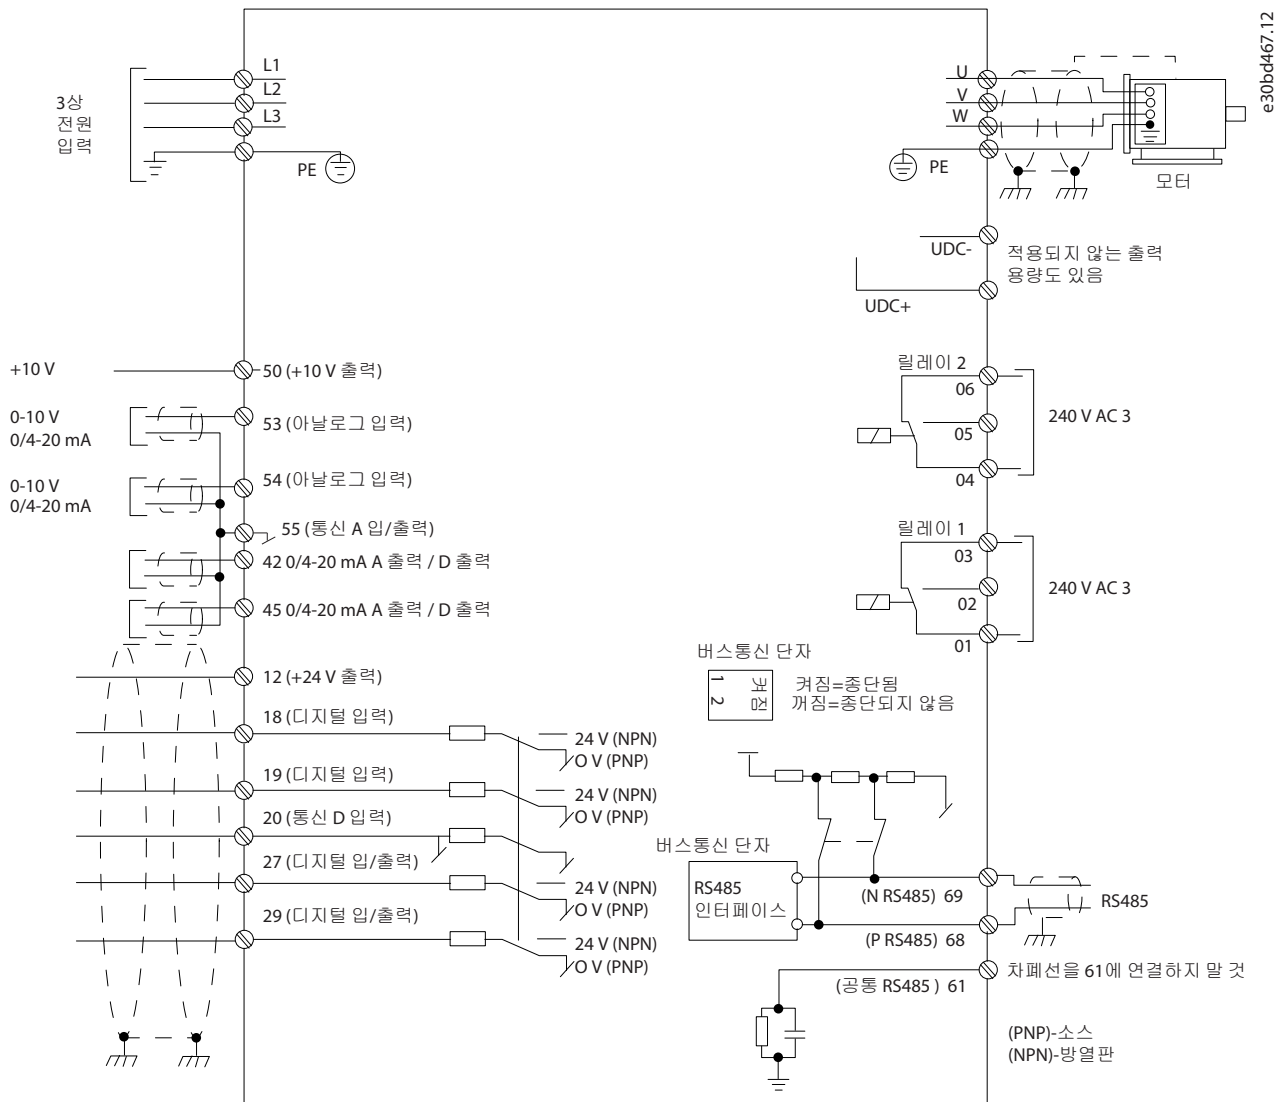 e30bd467.12
3상
전원
입력
L1
L2
L3
PE
U
V
W
PE
모터
UDC-
적용되지 않는 출력
용량도 있음
UDC+
+10 V
50 (+10 V 출력)
0-10 V
0/4-20 mA
53 (아날로그 입력)
0-10 V
0/4-20 mA
54 (아날로그 입력)
55 (통신 A 입/출력)
42 0/4-20 mA A 출력 / D 출력
45 0/4-20 mA A 출력 / D 출력
릴레이 2
06
05
04
240 V AC 3
릴레이 1
03
02
01
240 V AC 3
12 (+24 V 출력)
18 (디지털 입력)
24 V (NPN)
O V (PNP)
19 (디지털 입력)
24 V (NPN)
O V (PNP)
20 (통신 D 입력)
27 (디지털 입/출력)
24 V (NPN)
O V (PNP)
29 (디지털 입/출력)
24 V (NPN)
O V (PNP)
버스통신 단자
1 2
켜짐
켜짐=종단됨
꺼짐=종단되지 않음
버스통신 단자
RS485
인터페이스
(N RS485) 69
(P RS485) 68
RS485
(공통 RS485 ) 61
차폐선을 61에 연결하지 말 것
(PNP)-소스
(NPN)-방열판